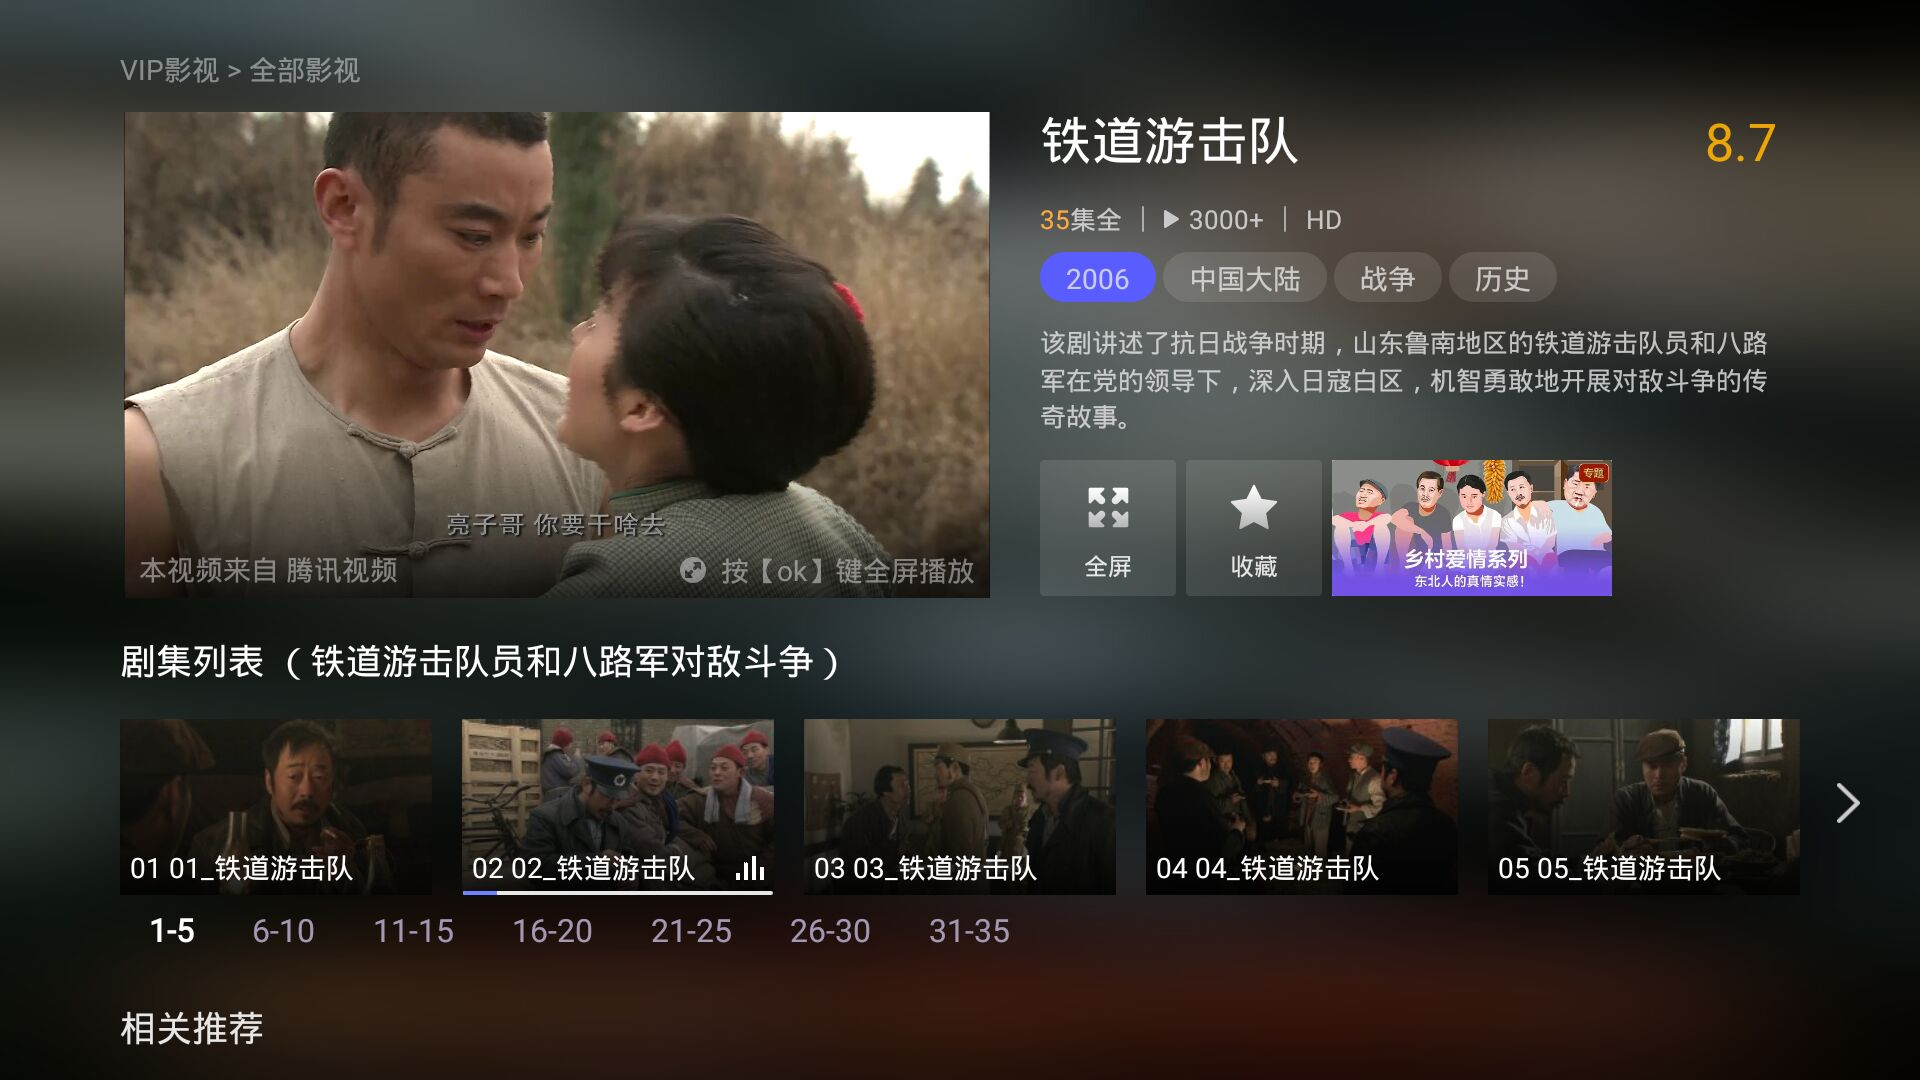 VIP影视 > 全部影视
铁道游击队
8.7
35集全 | 3000+ | HD
2006 中国大陆 战争 历史
该剧讲述了抗日战争时期，山东鲁南地区的铁道游击队员和八路
军在党的领导下，深入日寇白区，机智勇敢地开展对敌斗争的传
奇故事。
亮子哥 你要干啥去
本视频来自 腾讯视频
按【ok】键全屏播放
全屏
收藏
专题
乡村爱情系列
东北人的真情实感！
剧集列表 （铁道游击队员和八路军对敌斗争）
01 01_铁道游击队
02 02_铁道游击队
03 03_铁道游击队
04 04_铁道游击队
05 05_铁道游击队
1-5 6-10 11-15 16-20 21-25 26-30 31-35
相关推荐